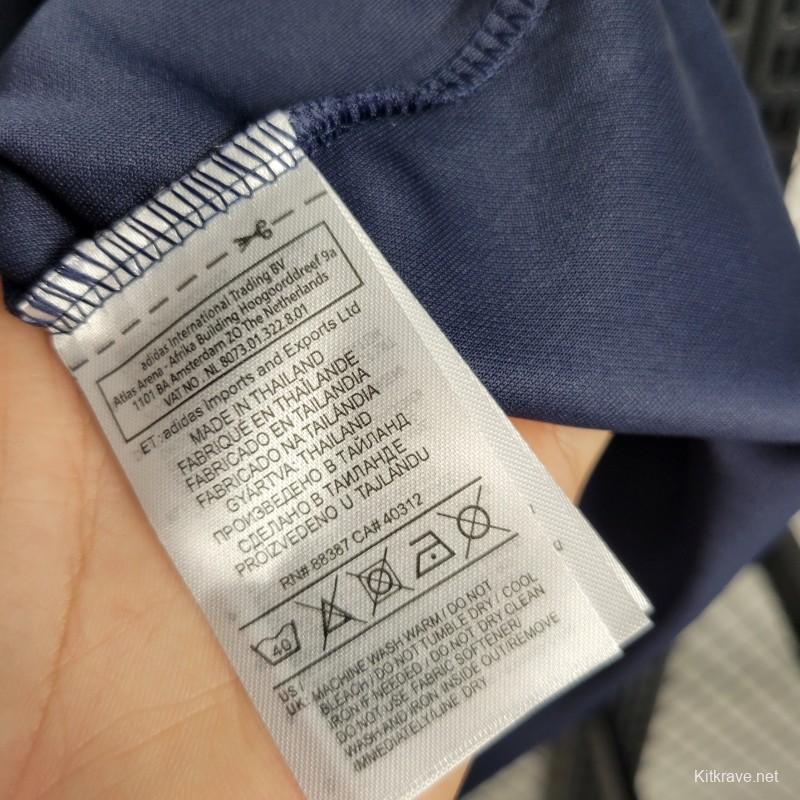 adidas International Trading BV
Atlas Arena - Afrika Building Hoogoorddreef 9a
1101 BA Amsterdam ZO The Netherlands
VAT NO. NL 8073.01.322.B.01
ET: adidas Imports and Exports Ltd
MADE IN THAILAND
FABRIQUÉ EN THAÏLANDE
FABRICADO EN TAILANDIA
FABRICADO NA TAILÂNDIA
GYÁRTVA: THAILAND
ПРОИЗВЕДЕНО В ТАЙЛАНД
СДЕЛАНО В ТАИЛАНДЕ
PROIZVEDENO U TAJLANDU
RN# 88387 CA# 40312
40
US/UK MACHINE WASH WARM / DO NOT
BLEACH / DO NOT TUMBLE DRY / COOL
IRON IF NEEDED / DO NOT DRY CLEAN
DO NOT USE FABRIC SOFTENER/
WASH AND IRON INSIDE OUT/REMOVE
IMMEDIATELY/LINE DRY
Kitkrave.net